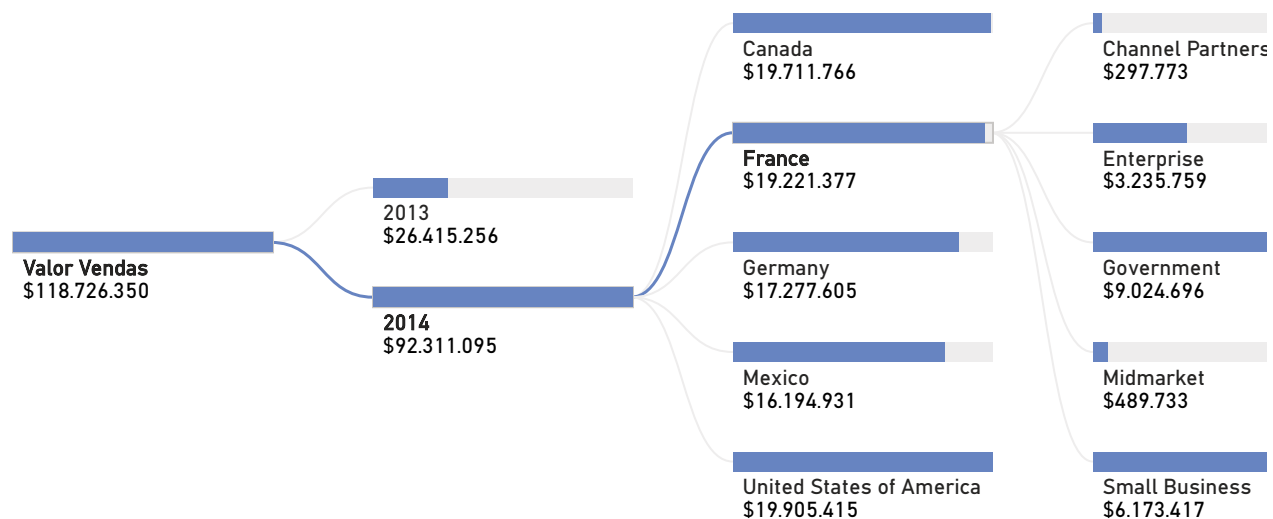 Valor Vendas
$118.726.350
2013
$26.415.256
2014
$92.311.095
Canada
$19.711.766
France
$19.221.377
Germany
$17.277.605
Mexico
$16.194.931
United States of America
$19.905.415
Channel Partners
$297.773
Enterprise
$3.235.759
Government
$9.024.696
Midmarket
$489.733
Small Business
$6.173.417